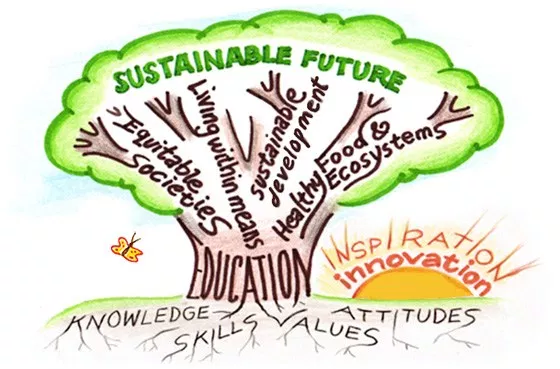 SUSTAINABLE FUTURE
Equitable
Societies
Living within means
sustainable
development
Healthy Food &
Ecosystems
EDUCATION
INSPIRATION
innovation
KNOWLEDGE
SKILLS
VALUES
ATTITUDES